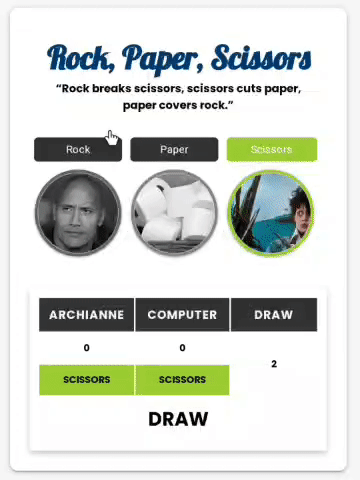 Rock, Paper, Scissors
“Rock breaks scissors, scissors cuts paper,
paper covers rock.”
Rock Paper Scissors
ARCHIANNE COMPUTER DRAW
0 0
2
SCISSORS SCISSORS
DRAW